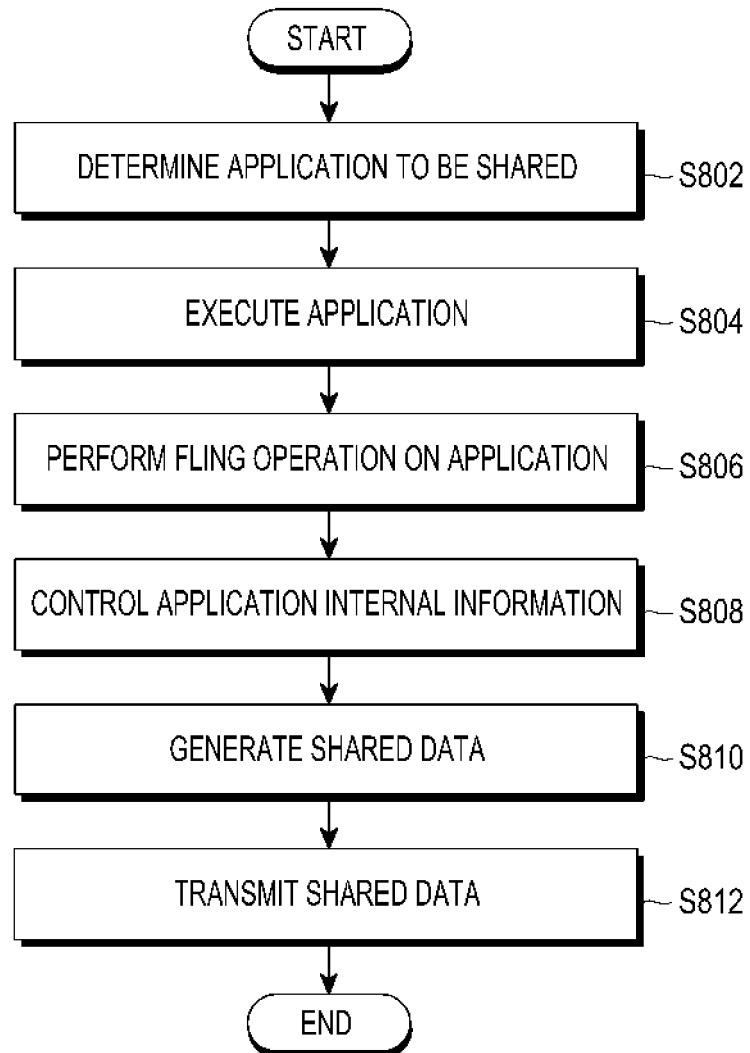 START
DETERMINE APPLICATION TO BE SHARED
S802
EXECUTE APPLICATION
S804
PERFORM FLING OPERATION ON APPLICATION
S806
CONTROL APPLICATION INTERNAL INFORMATION
S808
GENERATE SHARED DATA
S810
TRANSMIT SHARED DATA
S812
END